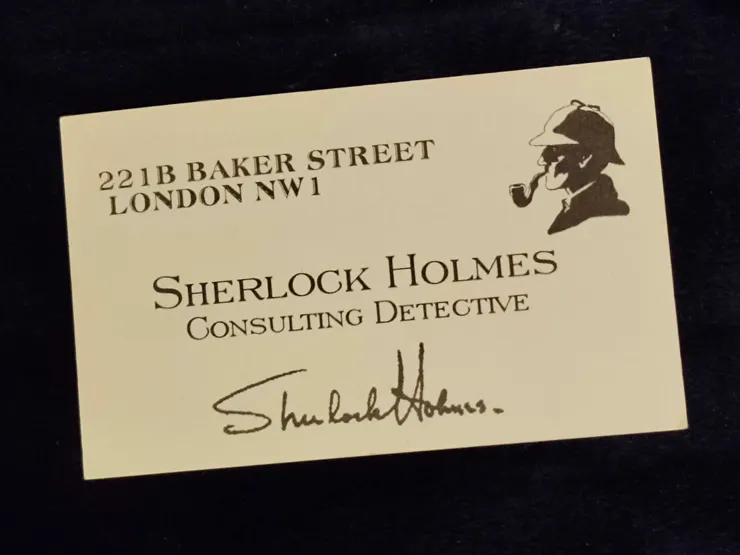 221B BAKER STREET
LONDON NW1
SHERLOCK HOLMES
CONSULTING DETECTIVE
Sherlock Holmes.